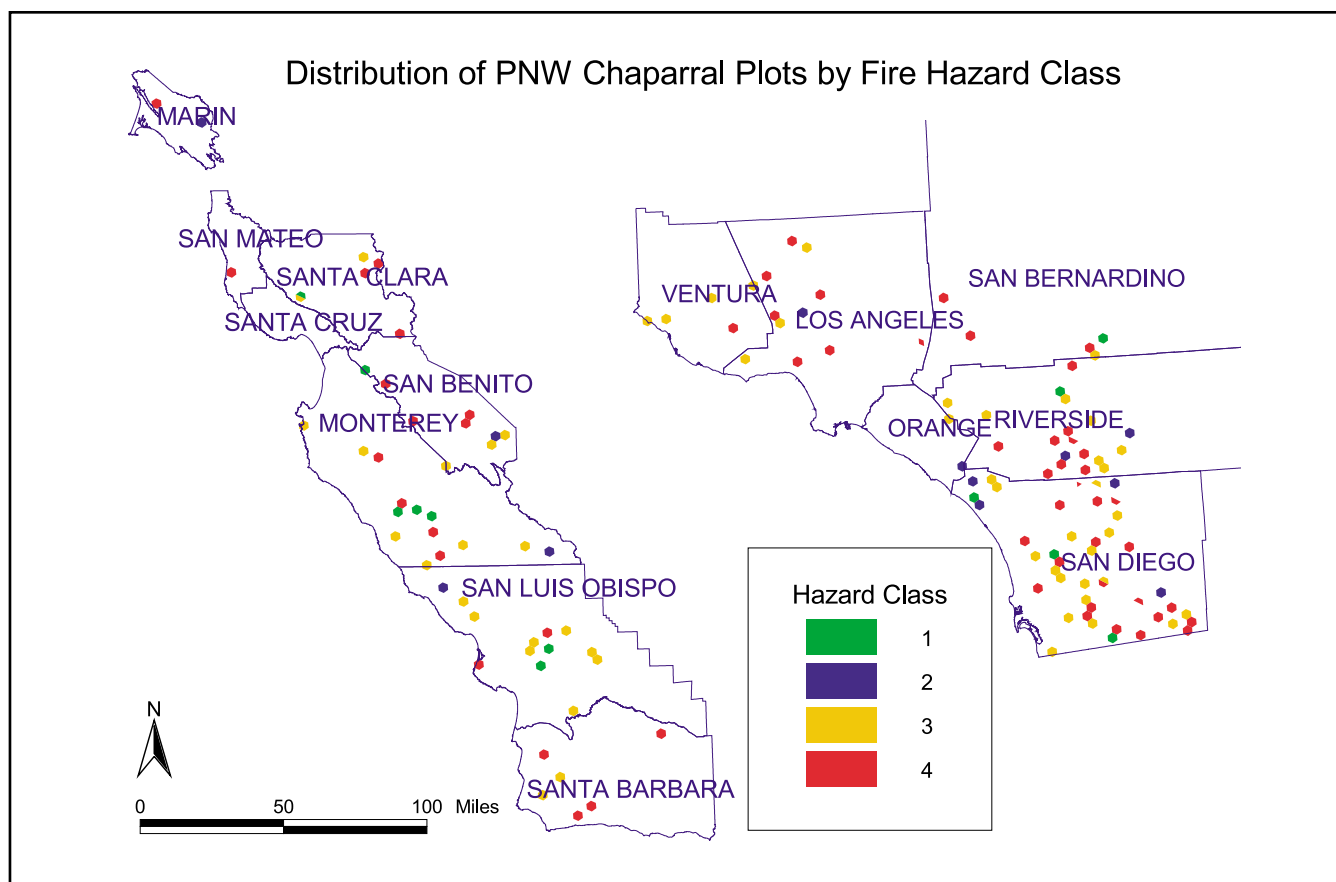 Distribution of PNW Chaparral Plots by Fire Hazard Class
MARIN
SAN MATEO
SANTA CLARA
SANTA CRUZ
SAN BENITO
MONTEREY
SAN LUIS OBISPO
SANTA BARBARA
VENTURA
LOS ANGELES
SAN BERNARDINO
ORANGE
RIVERSIDE
SAN DIEGO
Hazard Class
1
2
3
4
N
0 50 100 Miles